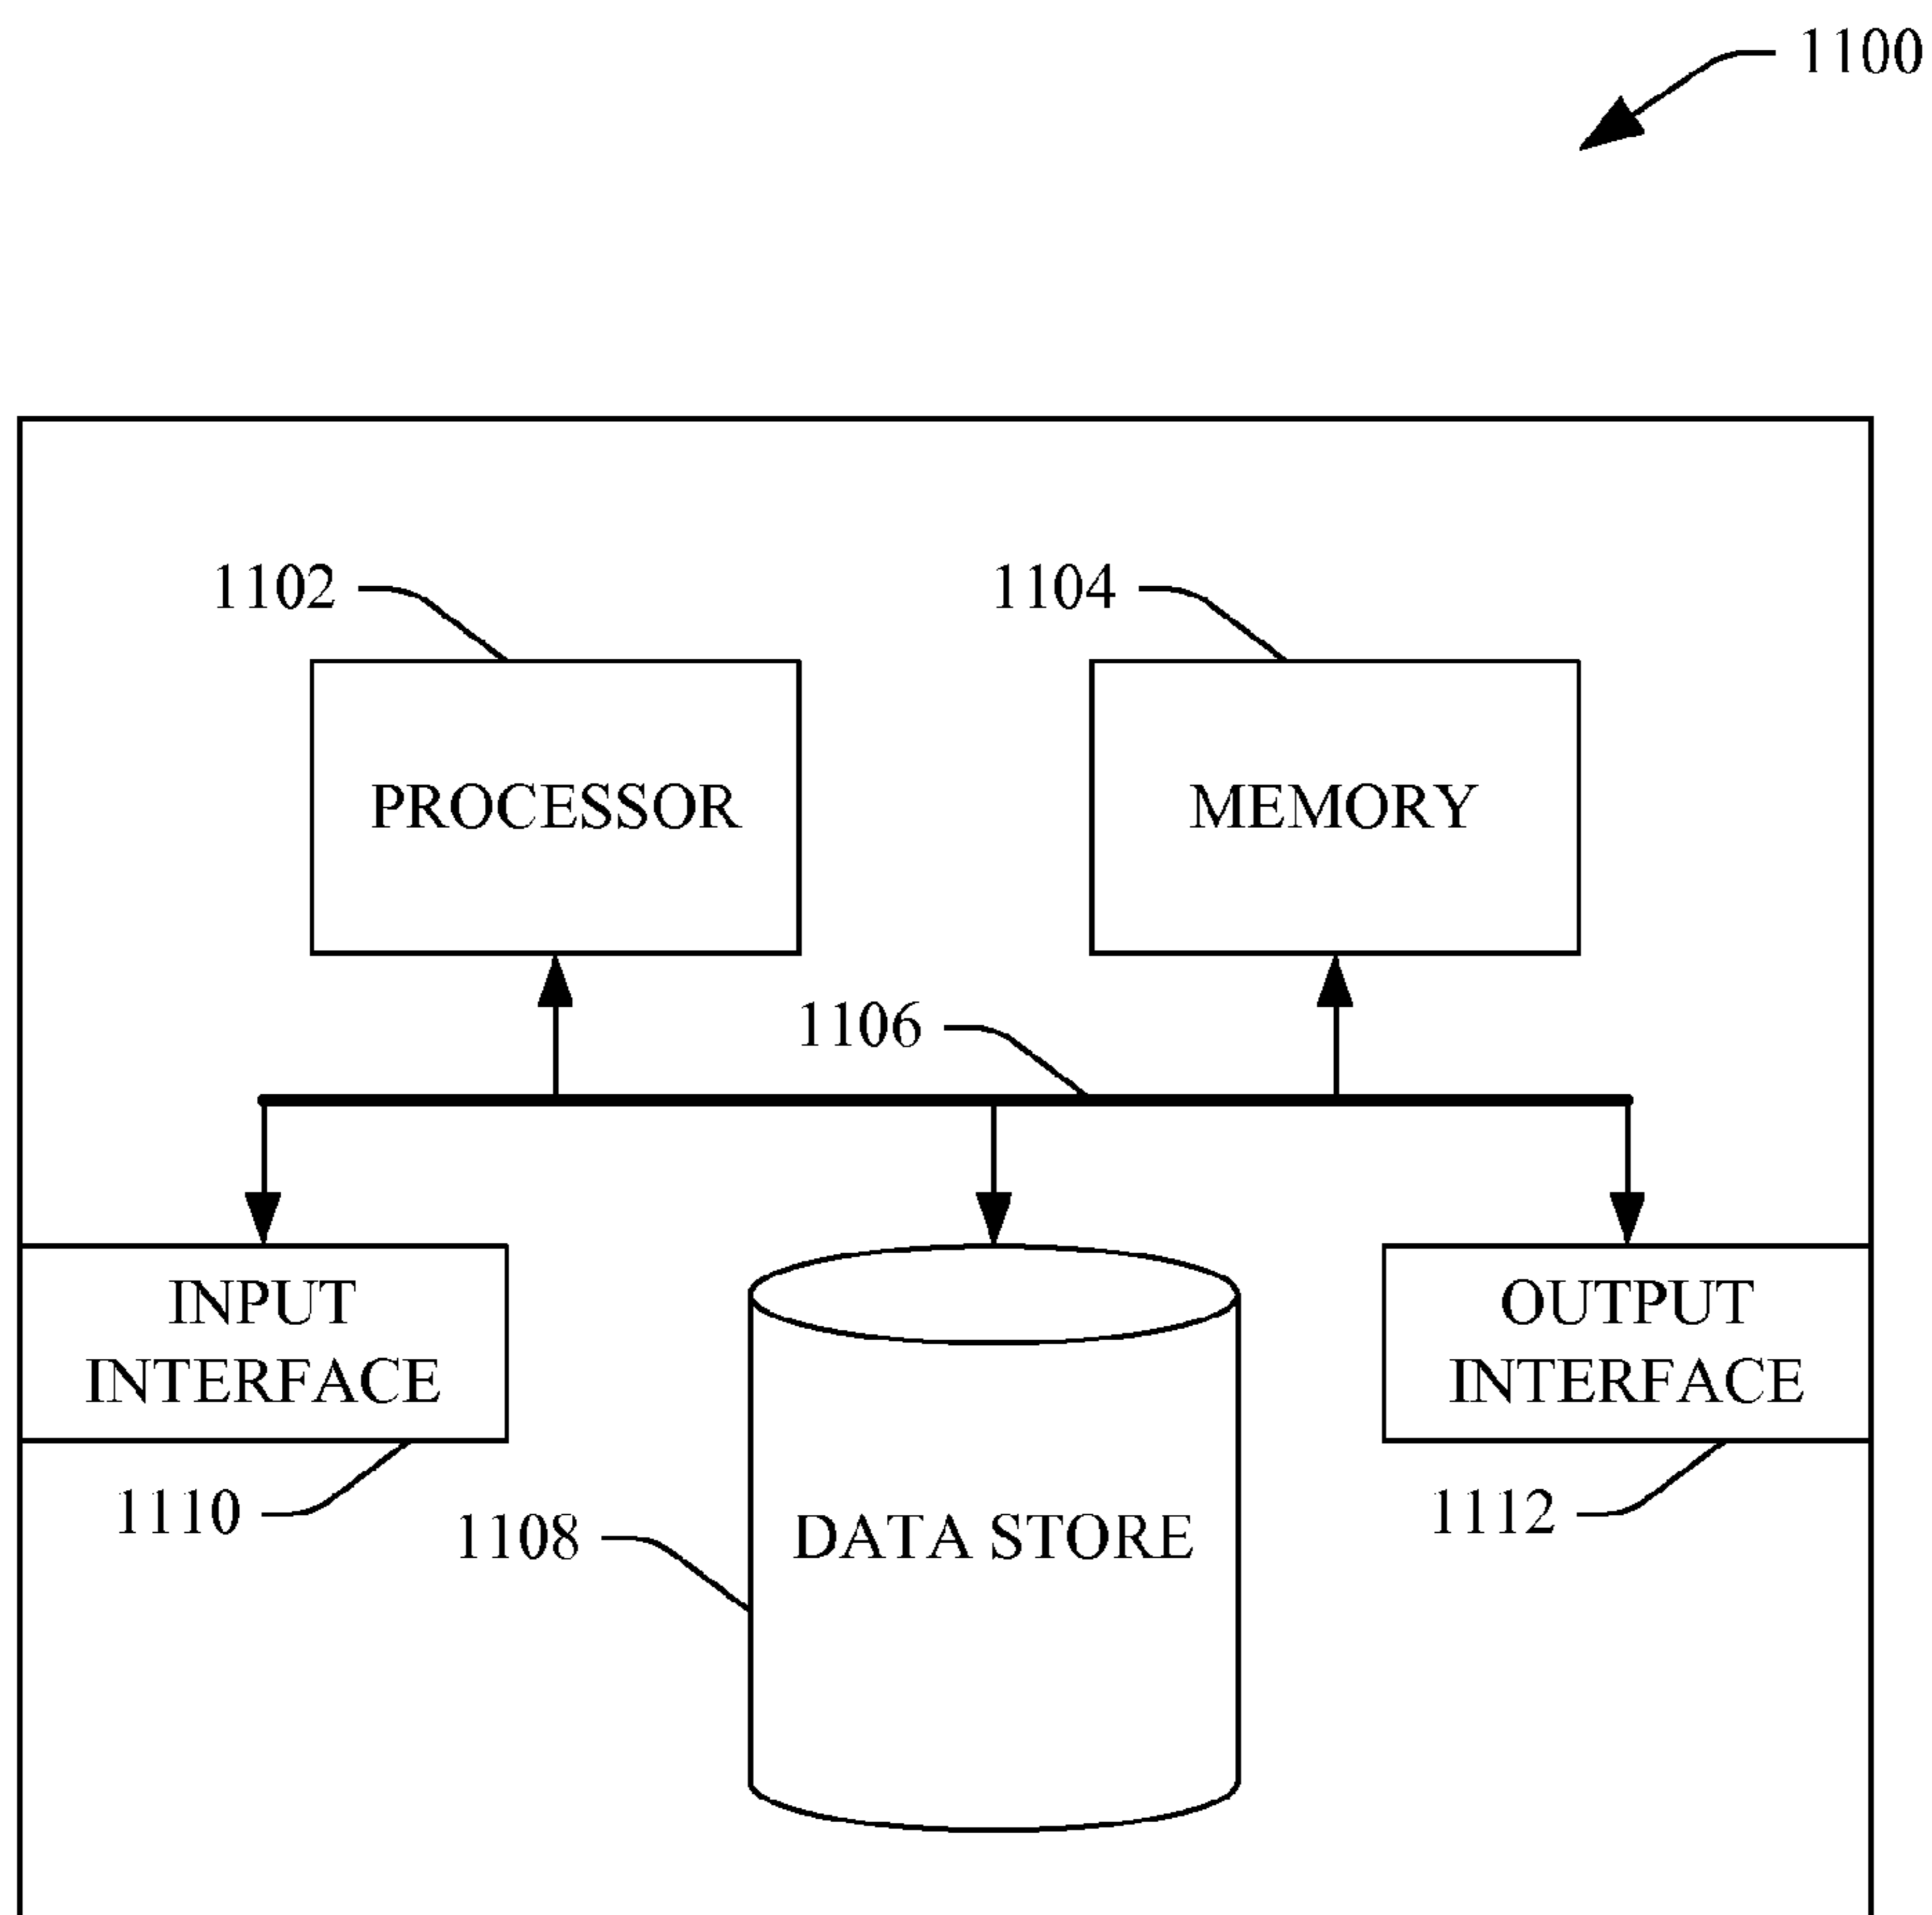 1100
1102
1104
PROCESSOR
MEMORY
1106
INPUT
INTERFACE
OUTPUT
INTERFACE
1110
1108
DATA STORE
1112